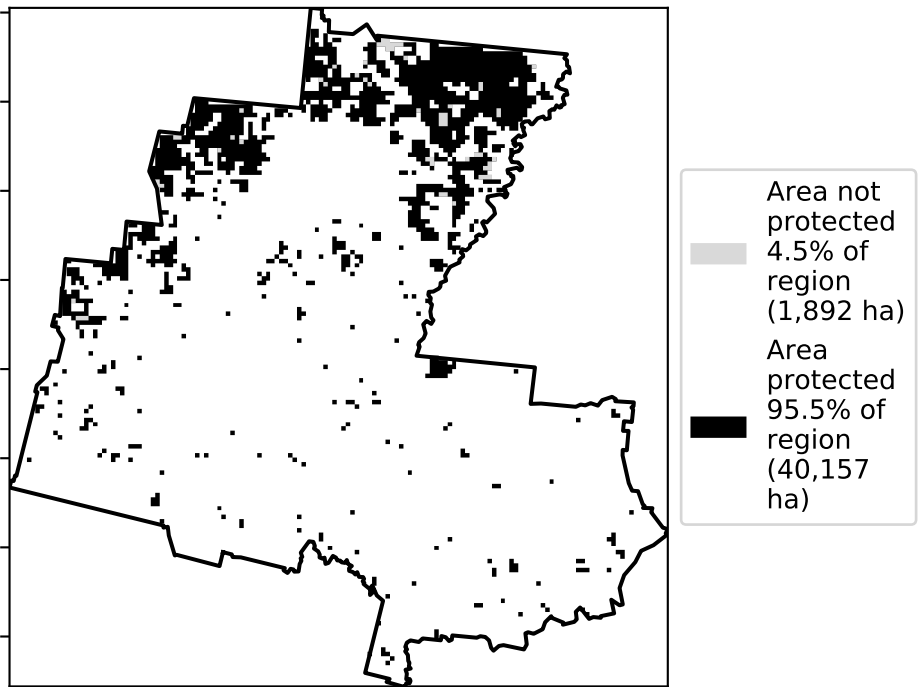 Area not
protected
4.5% of
region
(1,892 ha)
Area
protected
95.5% of
region
(40,157
ha)